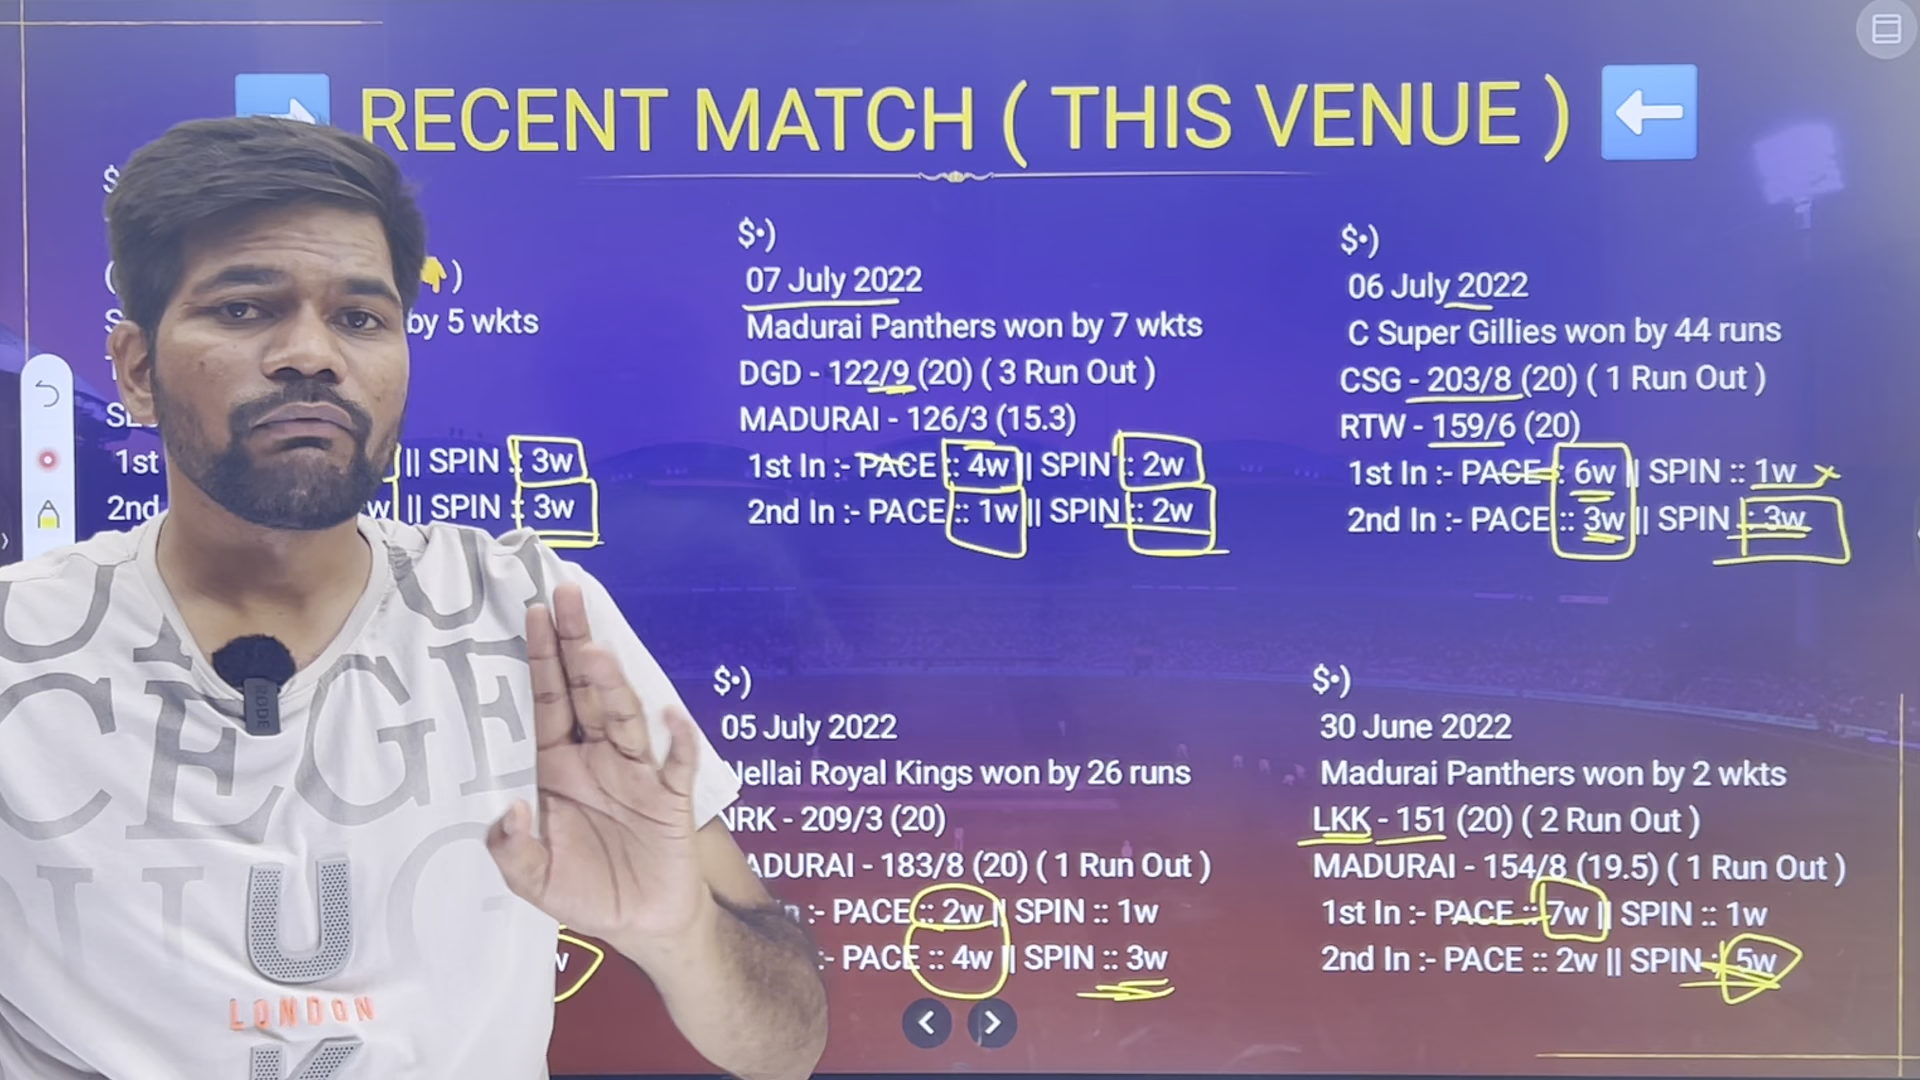 RECENT MATCH ( THIS VENUE )
$•)
07 July 2022
Madurai Panthers won by 7 wkts
DGD - 122/9 (20) ( 3 Run Out )
MADURAI - 126/3 (15.3)
1st In :- PACE :: 4w || SPIN :: 2w
2nd In :- PACE :: 1w || SPIN :: 2w
$•)
06 July 2022
C Super Gillies won by 44 runs
CSG - 203/8 (20) ( 1 Run Out )
RTW - 159/6 (20)
1st In :- PACE :: 6w || SPIN :: 1w
2nd In :- PACE :: 3w || SPIN :: 3w
)
by 5 wkts
1st || SPIN : 3w
2nd w || SPIN : 3w
$•)
05 July 2022
Nellai Royal Kings won by 26 runs
NRK - 209/3 (20)
ADURAI - 183/8 (20) ( 1 Run Out )
:- PACE :: 2w || SPIN :: 1w
:- PACE :: 4w || SPIN :: 3w
$•)
30 June 2022
Madurai Panthers won by 2 wkts
LKK - 151 (20) ( 2 Run Out )
MADURAI - 154/8 (19.5) ( 1 Run Out )
1st In :- PACE :: 7w || SPIN :: 1w
2nd In :- PACE :: 2w || SPIN : 5w
RODE
CEGE
U
LONDON
K